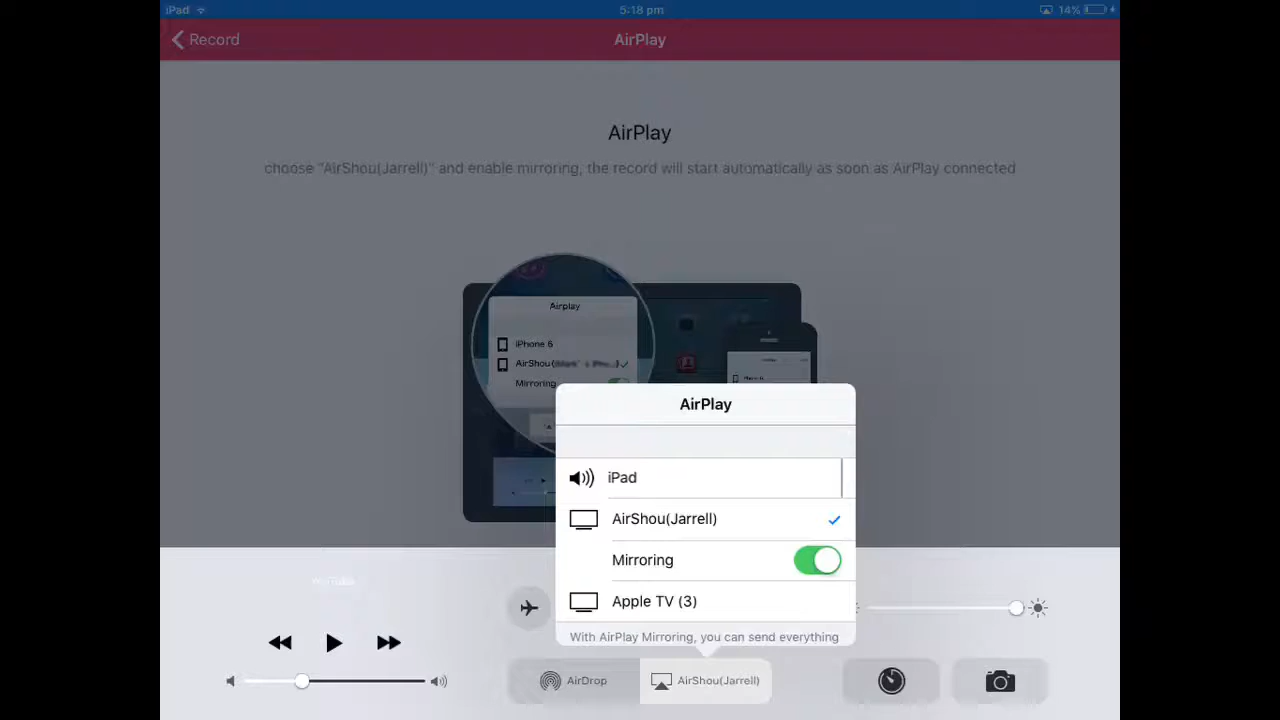 iPad
5:18 pm
14%
Record
AirPlay
AirPlay
choose "AirShou(Jarrell)" and enable mirroring, the record will start automatically as soon as AirPlay connected
Airplay
iPhone 6
AirShou(
Mirroring
AirPlay
iPad
AirShou(Jarrell)
Mirroring
Apple TV (3)
With AirPlay Mirroring, you can send everything
YouTube
AirDrop
AirShou(Jarrell)